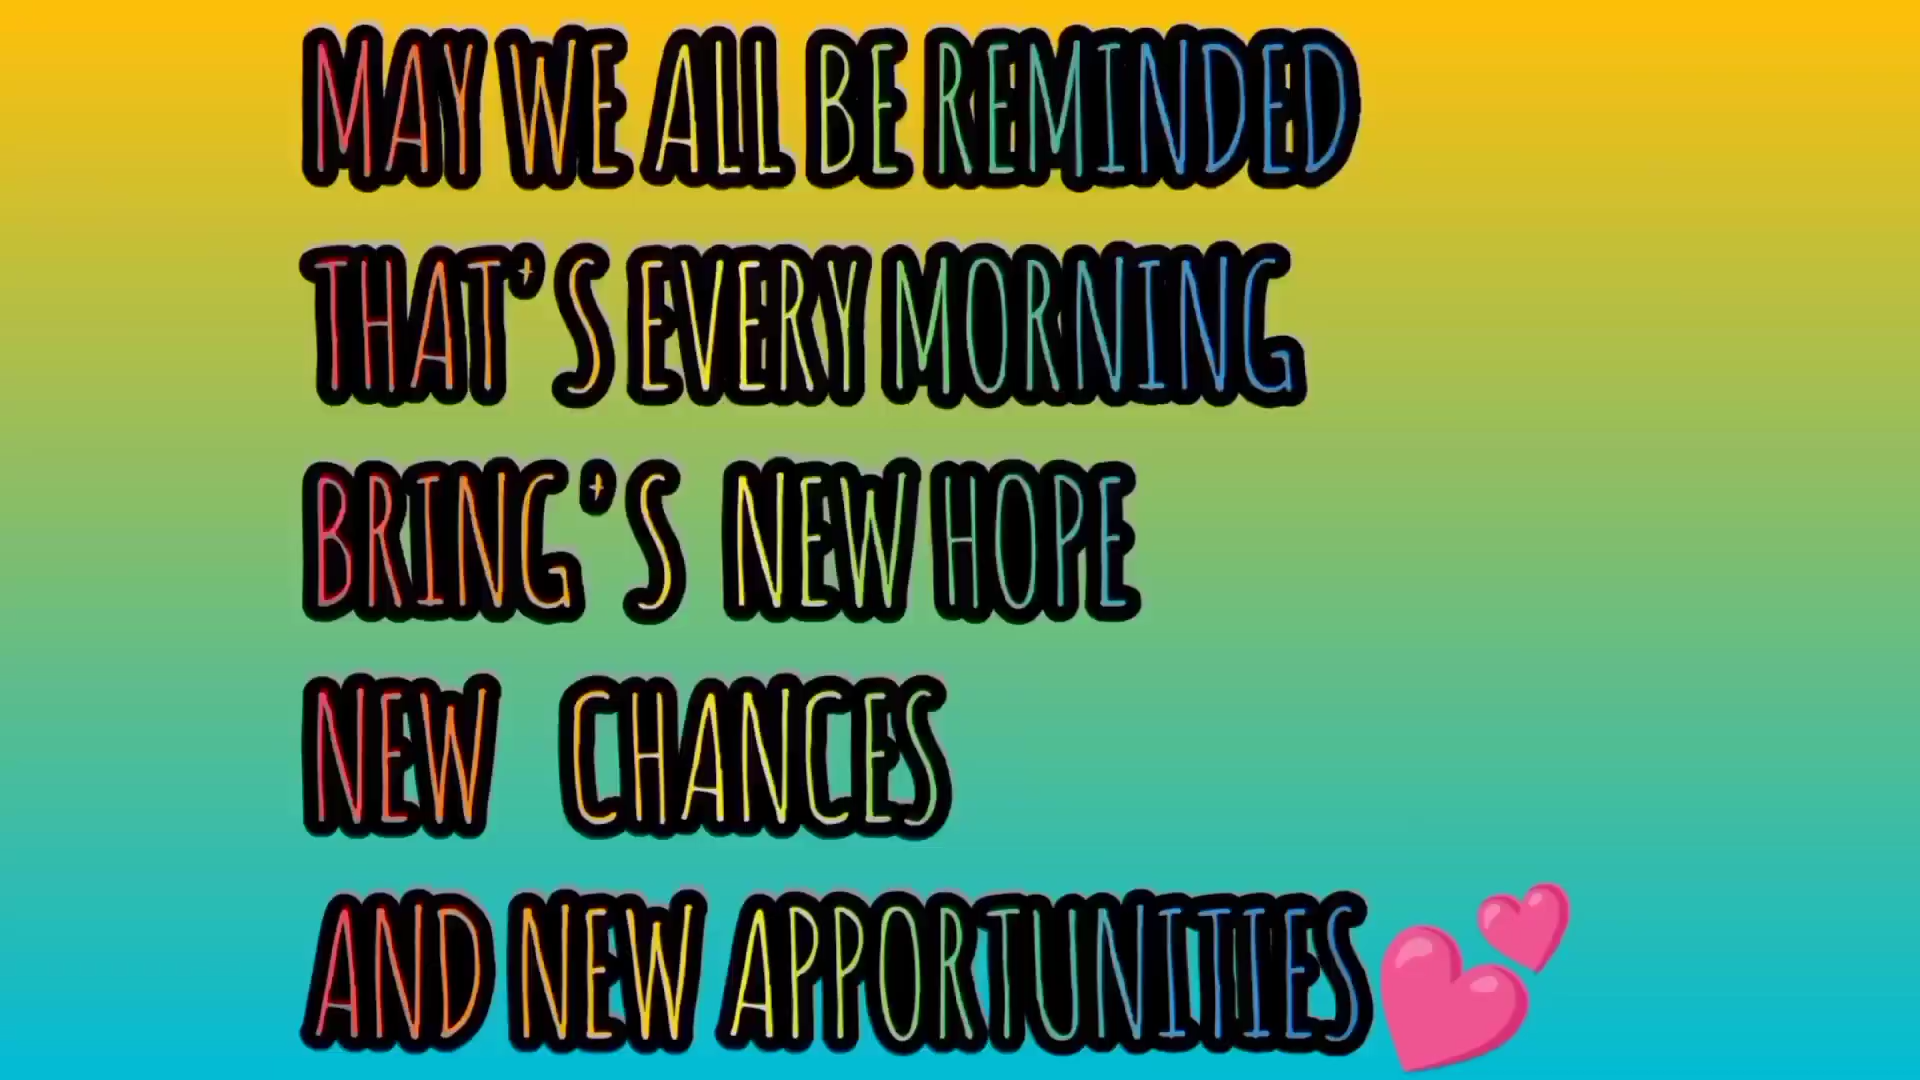 MAY WE ALL BE REMINDED
THAT'S EVERY MORNING
BRING'S NEW HOPE
NEW CHANCES
AND NEW APPORTUNITIES